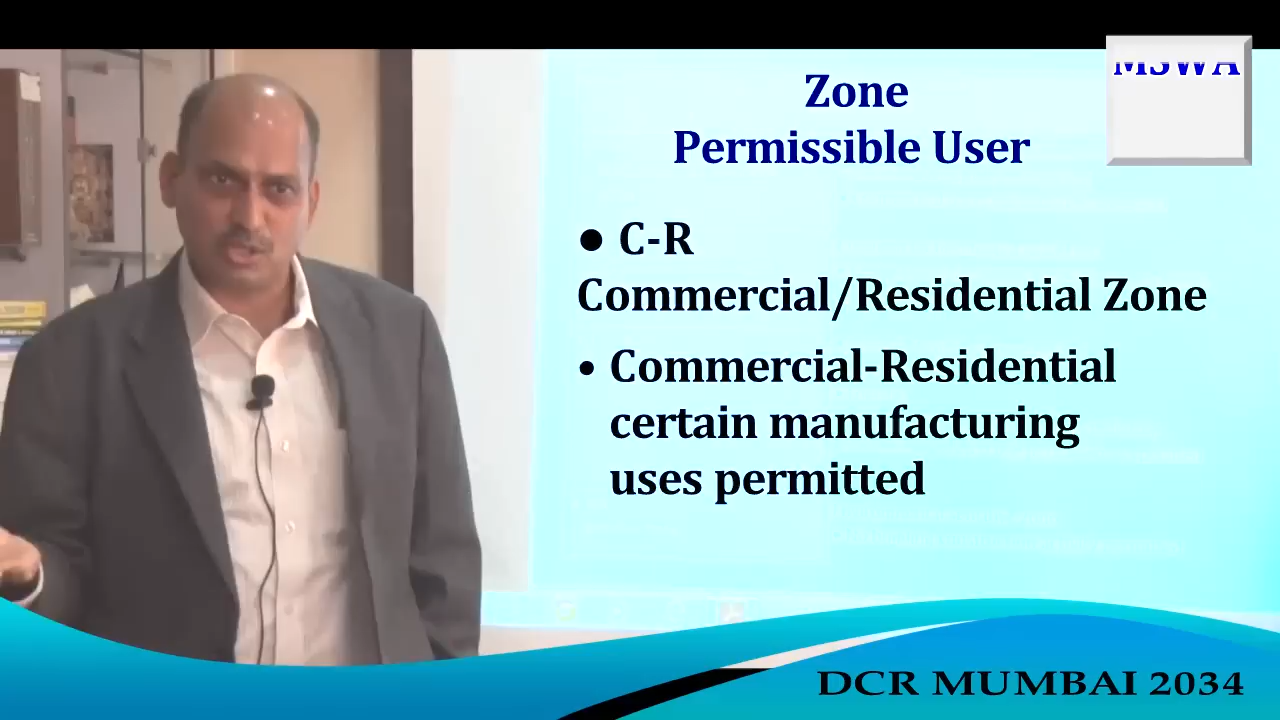 MSWA
Zone
Permissible User
● C-R
Commercial/Residential Zone
• Commercial-Residential
certain manufacturing
uses permitted
DCR MUMBAI 2034